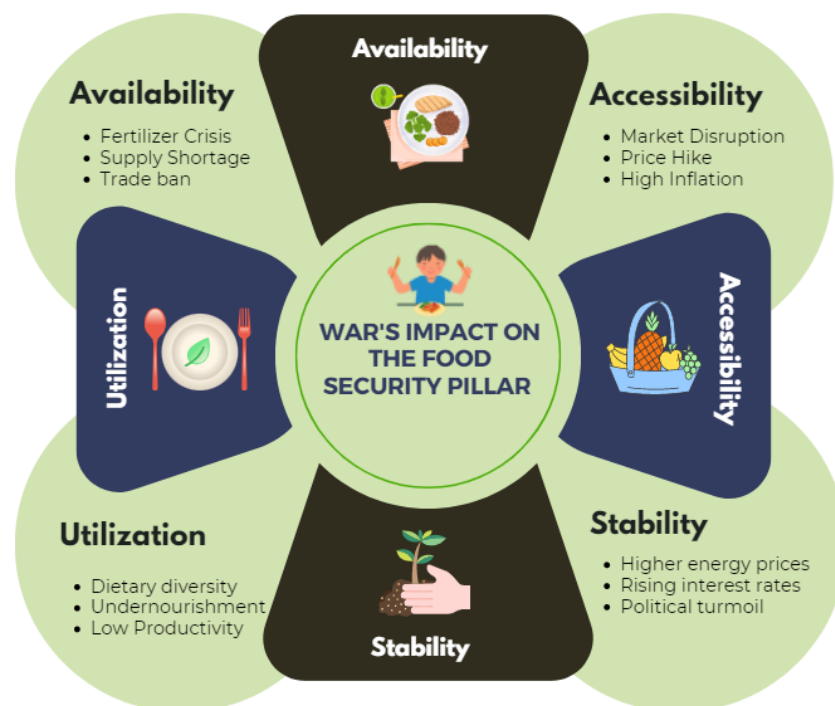 Availability
Availability
• Fertilizer Crisis
• Supply Shortage
• Trade ban
Accessibility
• Market Disruption
• Price Hike
• High Inflation
Utilization
WAR'S IMPACT ON
THE FOOD
SECURITY PILLAR
Accessibility
Utilization
• Dietary diversity
• Undernourishment
• Low Productivity
Stability
• Higher energy prices
• Rising interest rates
• Political turmoil
Stability